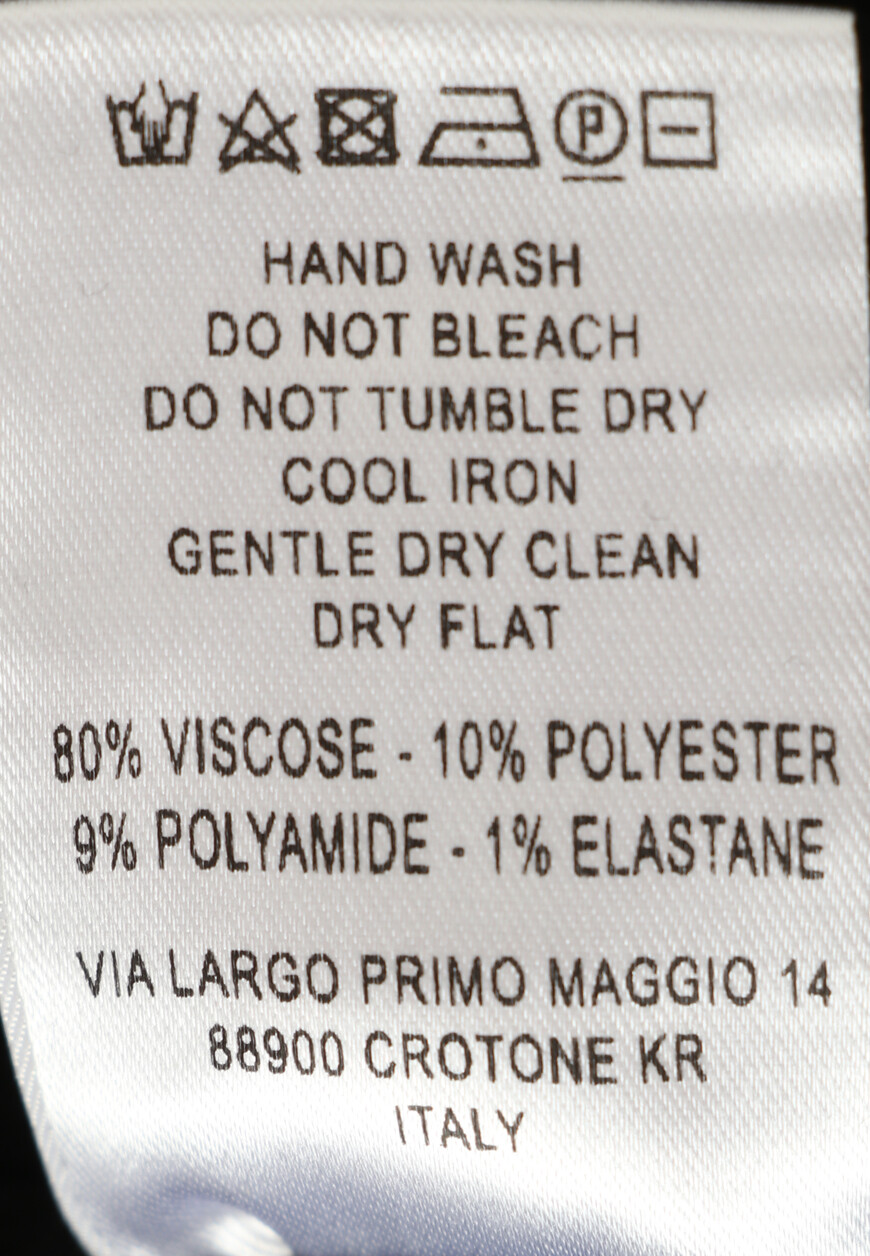 P
HAND WASH
DO NOT BLEACH
DO NOT TUMBLE DRY
COOL IRON
GENTLE DRY CLEAN
DRY FLAT
80% VISCOSE - 10% POLYESTER
9% POLYAMIDE - 1% ELASTANE
VIA LARGO PRIMO MAGGIO 14
88900 CROTONE KR
ITALY